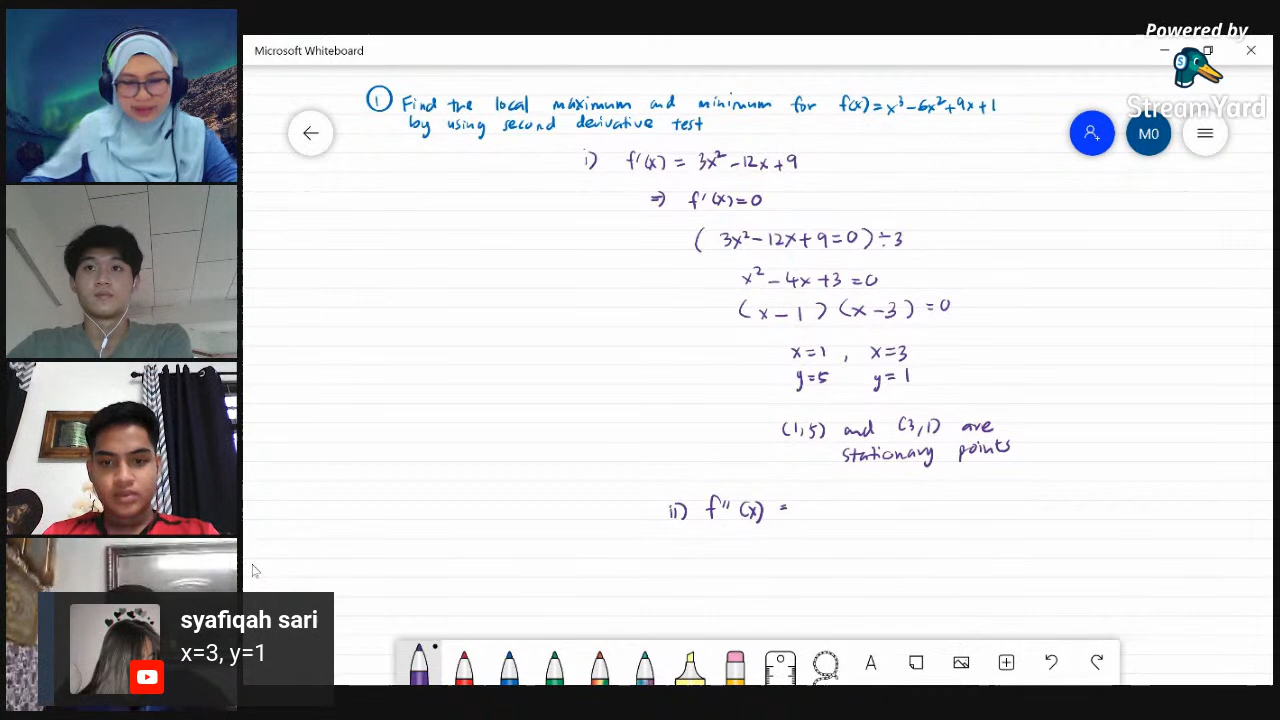 Powered by
StreamYard
Microsoft Whiteboard
1 Find the local maximum and minimum for f(x) = x³ - 6x² + 9x + 1
by using second derivative test
M0
i) f'(x) = 3x² - 12x + 9
⇒ f'(x) = 0
( 3x² - 12x + 9 = 0 ) ÷ 3
x² - 4x + 3 = 0
( x - 1 ) ( x - 3 ) = 0
x = 1 , x = 3
y = 5 y = 1
(1, 5) and (3, 1) are
stationary points
ii) f'' (x) =
syafiqah sari
x=3, y=1
A